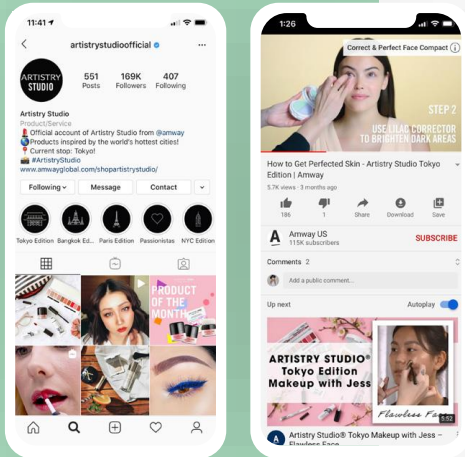 11:41
artistrystudioofficial
ARTISTRY
STUDIO
551
169K
407
Posts
Followers
Following
Artistry Studio
Product/Service
Official account of Artistry Studio from @amway
Products inspired by the world's hottest cities!
Current stop: Tokyo!
#ArtistryStudio
www.amwayglobal.com/shopartistrystudio/
Following
Message
Contact
Tokyo Edition
Bangkok Ed...
Paris Edition
Passionistas
NYC Edition
PRODUCT
OF THE
MONTH
1:26
Correct & Perfect Face Compact
STEP 2
USE LILAC CORRECTOR
TO BRIGHTEN DARK AREAS
How to Get Perfected Skin - Artistry Studio Tokyo
Edition | Amway
5.7K views · 3 months ago
186
1
Share
Download
Save
A
Amway US
115K subscribers
SUBSCRIBE
Comments 2
Add a public comment...
Up next
Autoplay
ARTISTRY STUDIO®
Tokyo Edition
Makeup with Jess
Flawless Face
5:52
A
Artistry Studio® Tokyo Makeup with Jess –
Flawless Face